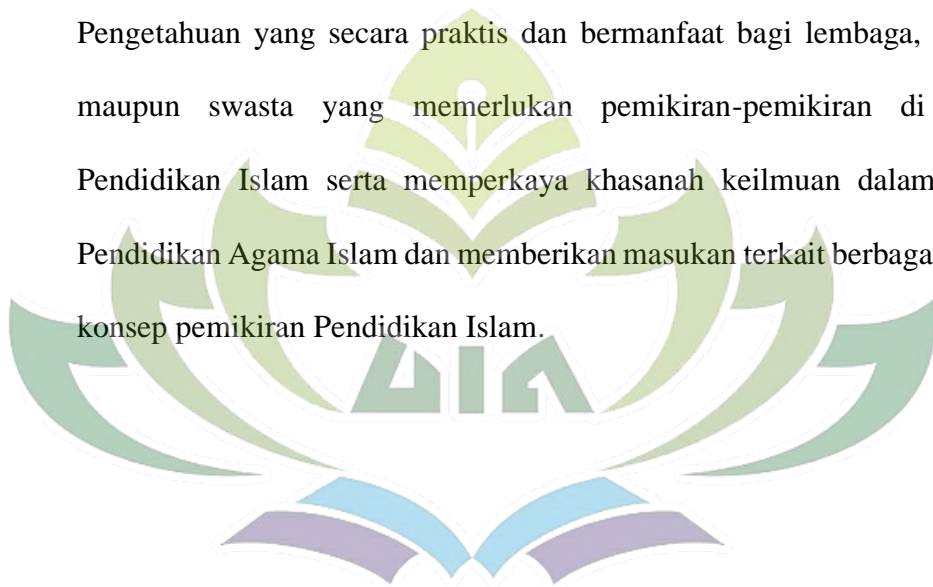 Pengetahuan yang secara praktis dan bermanfaat bagi lembaga,
maupun swasta yang memerlukan pemikiran-pemikiran di
Pendidikan Islam serta memperkaya khasanah keilmuan dalam
Pendidikan Agama Islam dan memberikan masukan terkait berbaga
konsep pemikiran Pendidikan Islam.
UIN